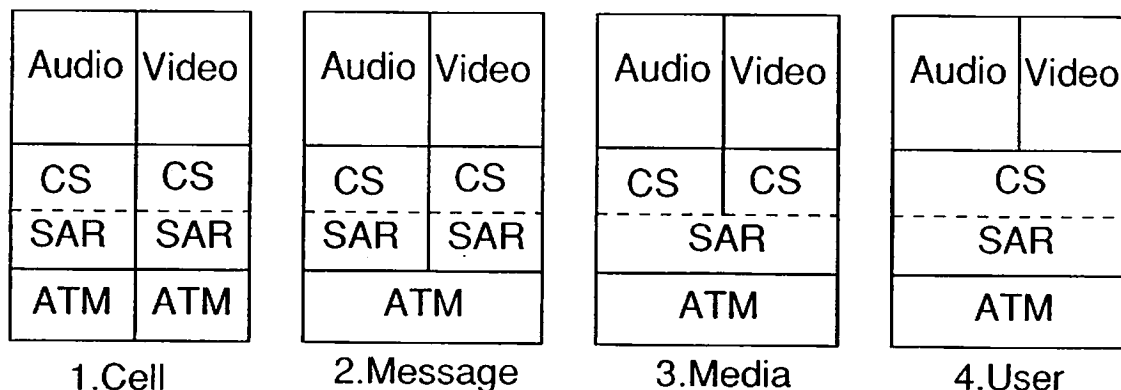 Audio Video Audio Video Audio Video Audio Video
CS CS CS CS CS CS CS
SAR SAR SAR SAR SAR SAR
ATM ATM ATM ATM ATM
1.Cell 2.Message 3.Media 4.User